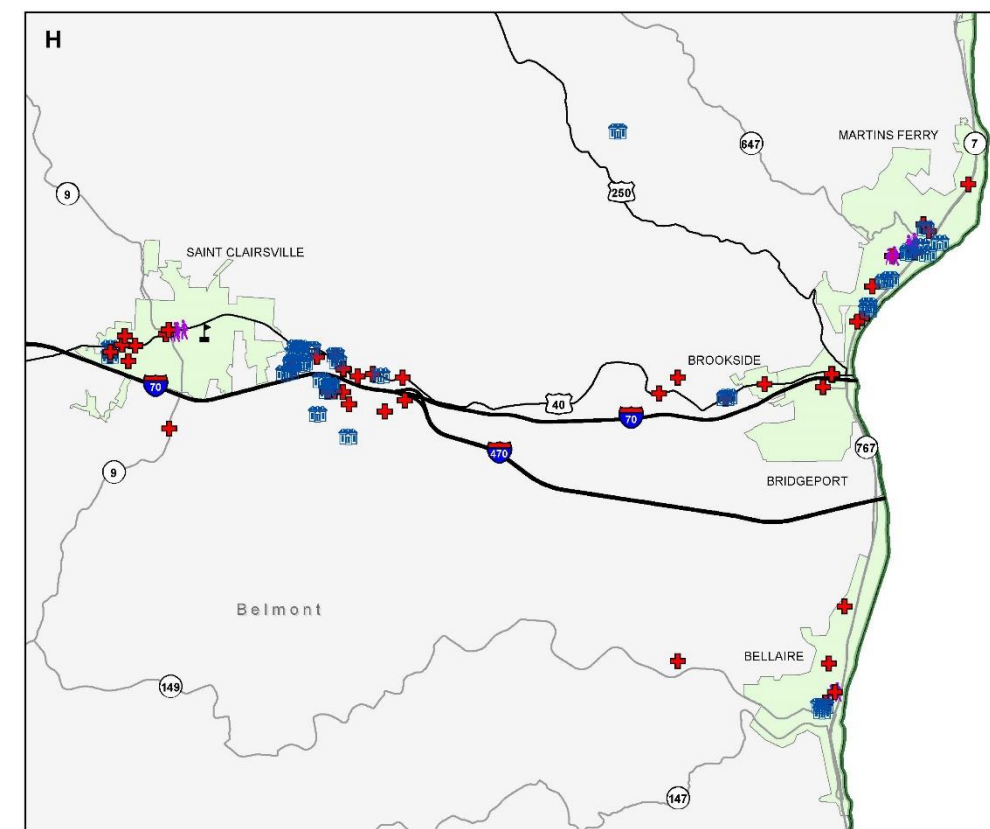 H
MARTINS FERRY
7
647
250
9
SAINT CLAIRSVILLE
BROOKSIDE
70
40
70
767
9
470
BRIDGEPORT
Belmont
BELLAIRE
149
147